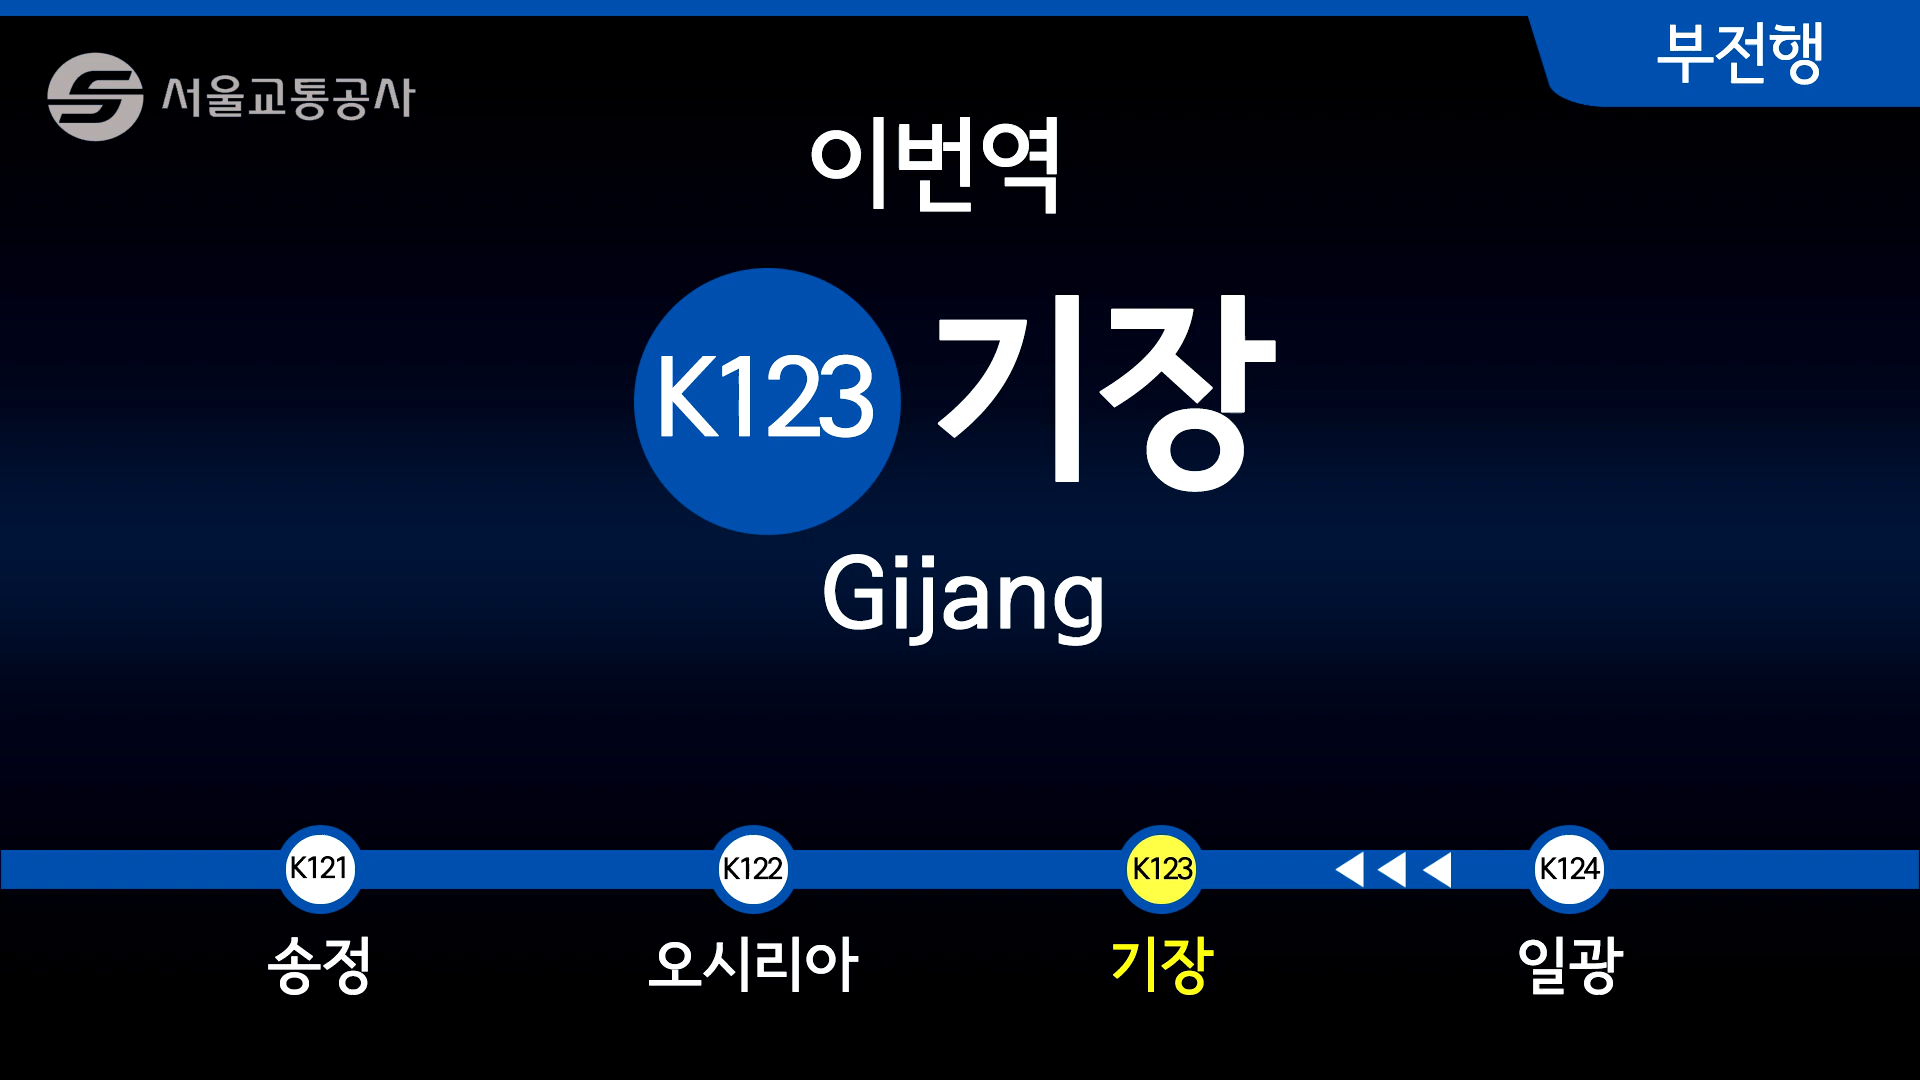 부전행
서울교통공사
이번역
K123 기장
Gijang
K121 K122 K123 K124
송정 오시리아 기장 일광